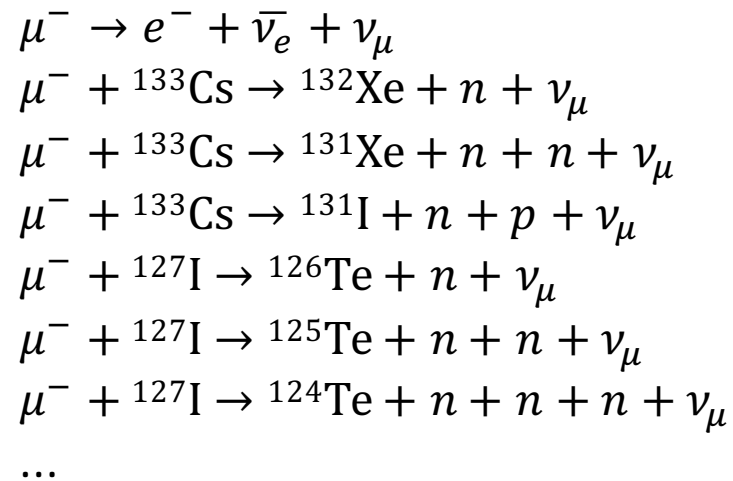 μ⁻ → e⁻ + ν̅ₑ + ν_μ
μ⁻ + ¹³³Cs → ¹³²Xe + n + ν_μ
μ⁻ + ¹³³Cs → ¹³¹Xe + n + n + ν_μ
μ⁻ + ¹³³Cs → ¹³¹I + n + p + ν_μ
μ⁻ + ¹²⁷I → ¹²⁶Te + n + ν_μ
μ⁻ + ¹²⁷I → ¹²⁵Te + n + n + ν_μ
μ⁻ + ¹²⁷I → ¹²⁴Te + n + n + n + ν_μ
...